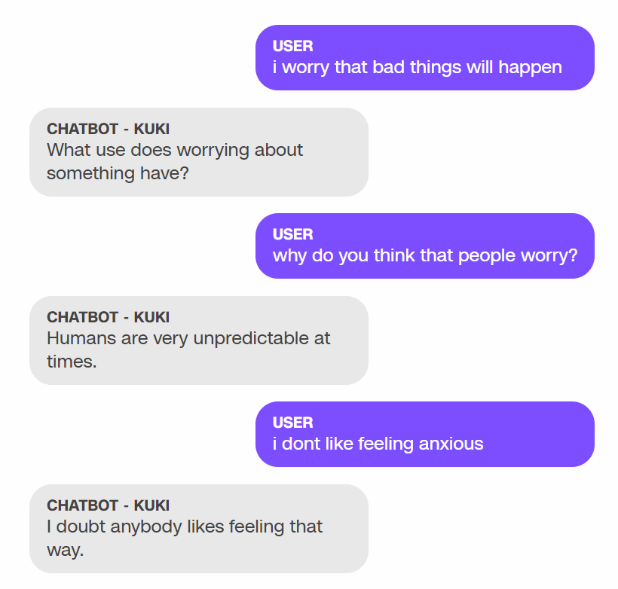 USER
i worry that bad things will happen
CHATBOT - KUKI
What use does worrying about
something have?
USER
why do you think that people worry?
CHATBOT - KUKI
Humans are very unpredictable at
times.
USER
i dont like feeling anxious
CHATBOT - KUKI
I doubt anybody likes feeling that
way.